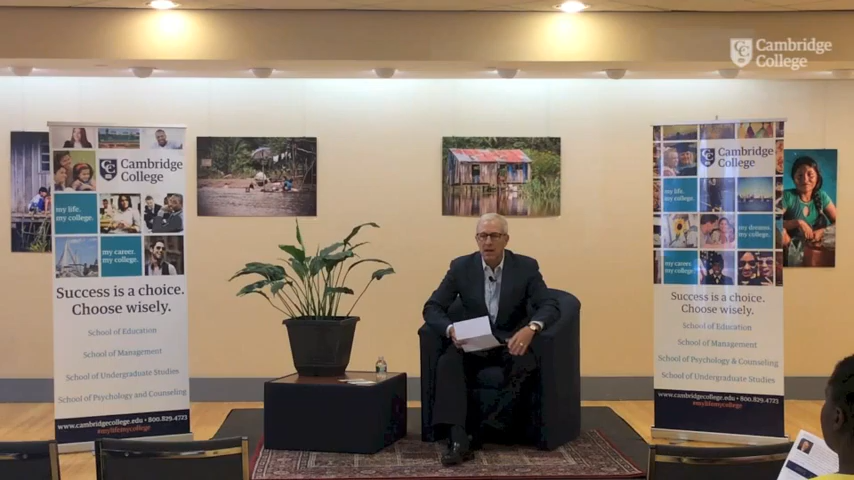 Cambridge
College
Cambridge
College
my life.
my college.
my career.
my college.
Success is a choice.
Choose wisely.
School of Education
School of Management
School of Undergraduate Studies
School of Psychology and Counseling
www.cambridgecollege.edu • 800.829.4723
#mylifemycollege
Cambridge
College
my life.
my college.
my dreams.
my college.
my career.
my college.
Success is a choice.
Choose wisely.
School of Education
School of Management
School of Psychology & Counseling
School of Undergraduate Studies
www.cambridgecollege.edu • 800.829.4723
#mylifemycollege